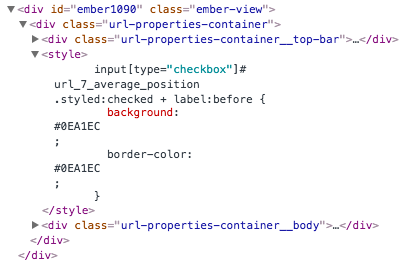 ▼<div id="ember1090" class="ember-view">
▼<div class="url-properties-container">
▶<div class="url-properties-container__top-bar">…</div>
▼<style>
input[type="checkbox"]#
url_7_average_position
.styled:checked + label:before {
background:
#0EA1EC
;
border-color:
#0EA1EC
;
}
</style>
▶<div class="url-properties-container__body">…</div>
</div>
</div>